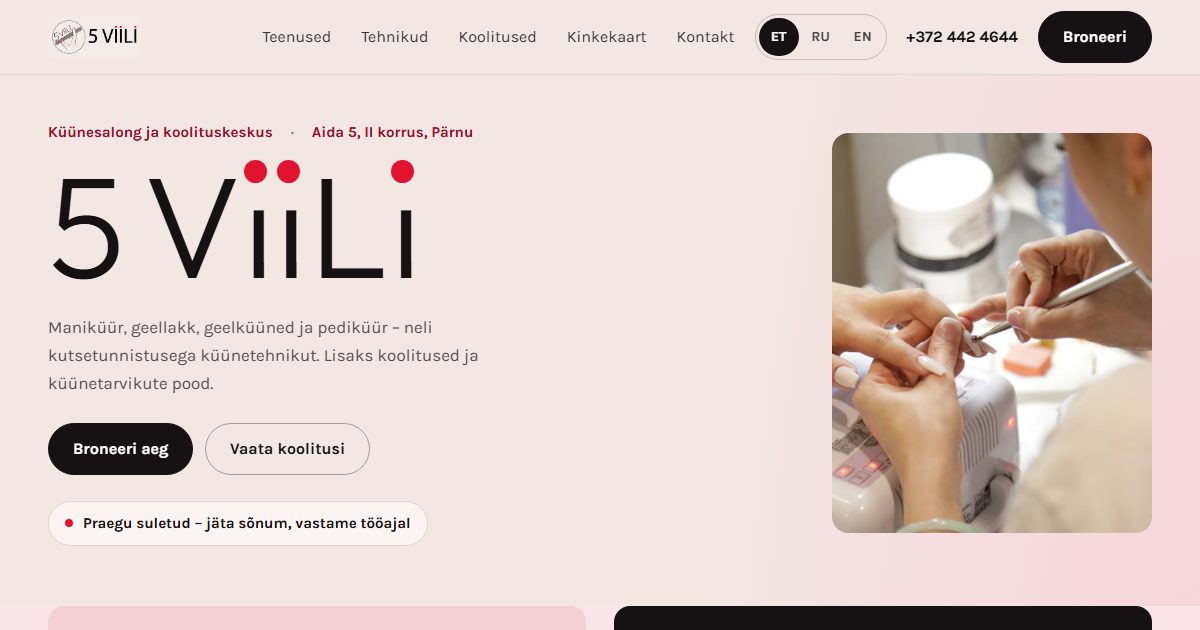 5 ViiLi
Teenused
Tehnikud
Koolitused
Kinkekaart
Kontakt
ET
RU
EN
+372 442 4644
Broneeri
Küünesalong ja koolituskeskus · Aida 5, II korrus, Pärnu
5 ViiLi
Maniküür, geellakk, geelküüned ja pediküür – neli
kutsetunnistusega küünetehnikut. Lisaks koolitused ja
küünetarvikute pood.
Broneeri aeg
Vaata koolitusi
Praegu suletud – jäta sõnum, vastame tööajal